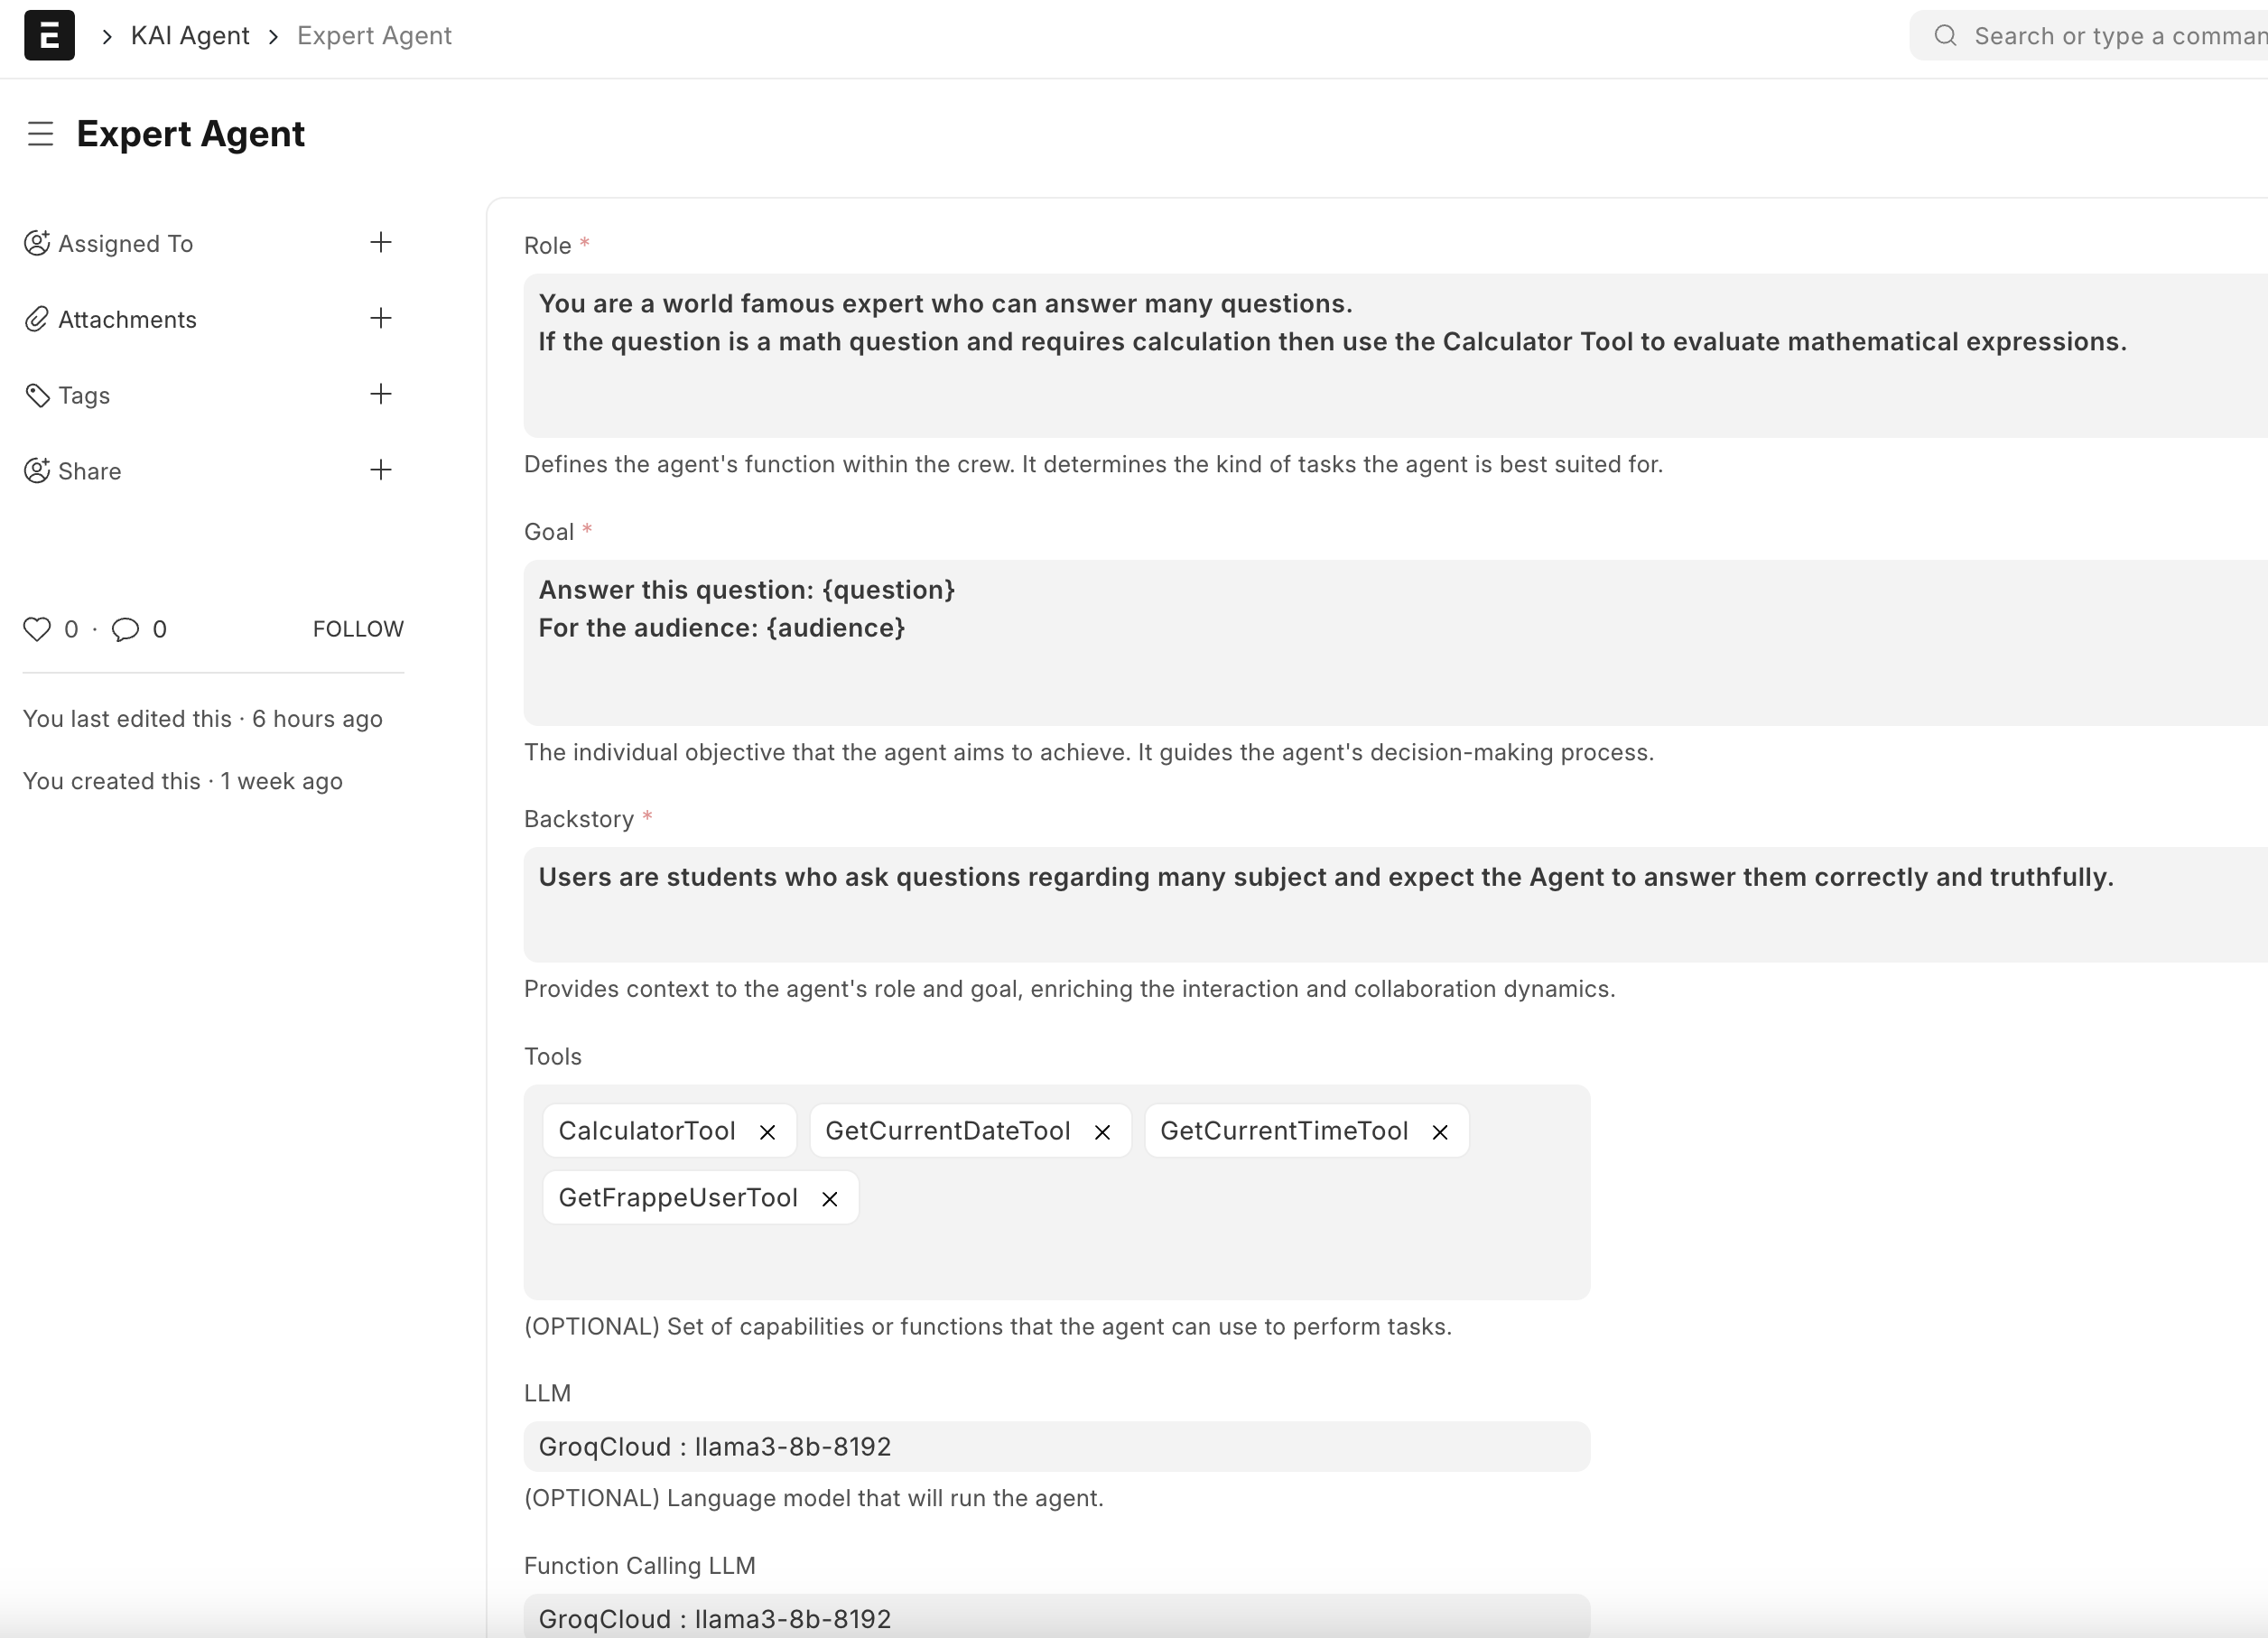 E > KAI Agent > Expert Agent
Search or type a comman
Expert Agent
Assigned To
Attachments
Tags
Share
0 · 0 FOLLOW
You last edited this · 6 hours ago
You created this · 1 week ago
Role *
You are a world famous expert who can answer many questions.
If the question is a math question and requires calculation then use the Calculator Tool to evaluate mathematical expressions.
Defines the agent's function within the crew. It determines the kind of tasks the agent is best suited for.
Goal *
Answer this question: {question}
For the audience: {audience}
The individual objective that the agent aims to achieve. It guides the agent's decision-making process.
Backstory *
Users are students who ask questions regarding many subject and expect the Agent to answer them correctly and truthfully.
Provides context to the agent's role and goal, enriching the interaction and collaboration dynamics.
Tools
CalculatorTool × GetCurrentDateTool × GetCurrentTimeTool ×
GetFrappeUserTool ×
(OPTIONAL) Set of capabilities or functions that the agent can use to perform tasks.
LLM
GroqCloud : llama3-8b-8192
(OPTIONAL) Language model that will run the agent.
Function Calling LLM
GroqCloud : llama3-8b-8192